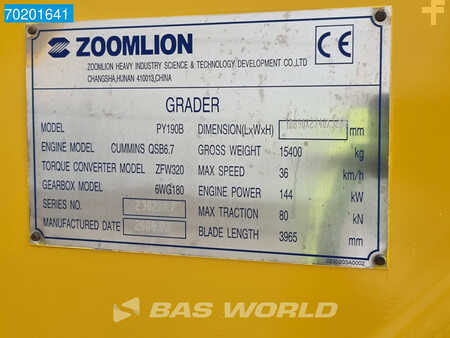 70201641
ZOOMLION
CE
ZOOMLION HEAVY INDUSTRY SCIENCE & TECHNOLOGY DEVELOPMENT CO.,LTD
CHANGSHA,HUNAN 410013,CHINA
GRADER
MODEL PY190B DIMENSION(LxWxH) mm
ENGINE MODEL CUMMINS QSB6.7 GROSS WEIGHT 15400 kg
TORQUE CONVERTER MODEL ZFW320 MAX SPEED 36 km/h
GEARBOX MODEL 6WG180 ENGINE POWER 144 kW
SERIES NO. MAX TRACTION 80 kN
MANUFACTURED DATE BLADE LENGTH 3965 mm
BAS WORLD